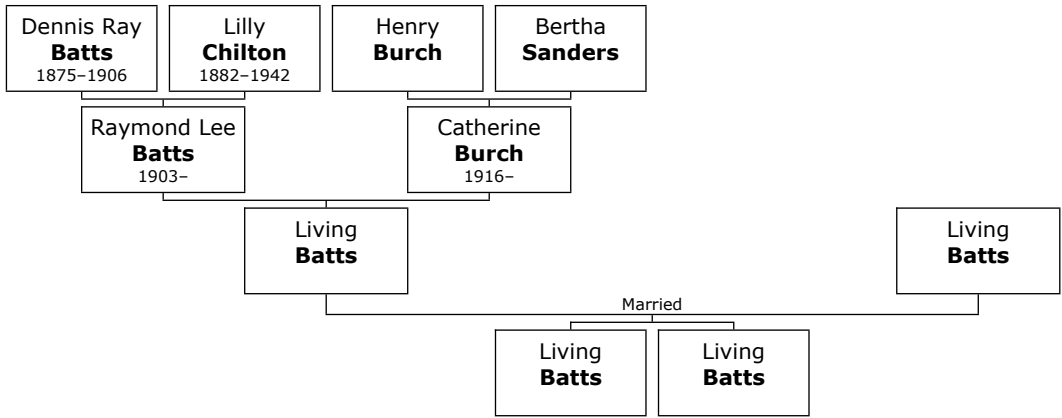 Dennis Ray
Batts
1875–1906
Lilly
Chilton
1882–1942
Henry
Burch
Bertha
Sanders
Raymond Lee
Batts
1903–
Catherine
Burch
1916–
Living
Batts
Living
Batts
Married
Living
Batts
Living
Batts